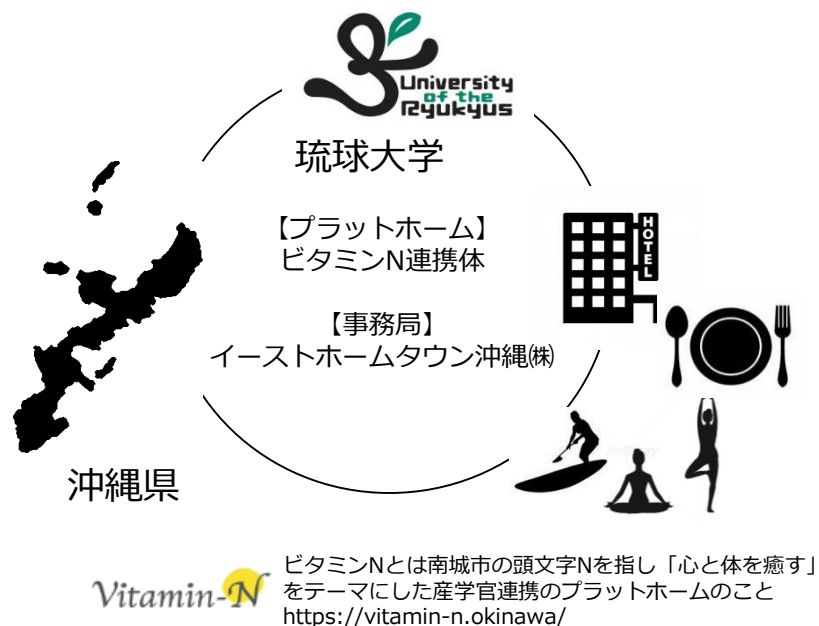 University
of the
Ryukyus
琉球大学
【プラットホーム】
ビタミンN連携体
HOTEL
【事務局】
イーストホームタウン沖縄㈱
沖縄県
Vitamin-N
ビタミンNとは南城市の頭文字Nを指し「心と体を癒す」
をテーマにした産学官連携のプラットホームのこと
https://vitamin-n.okinawa/